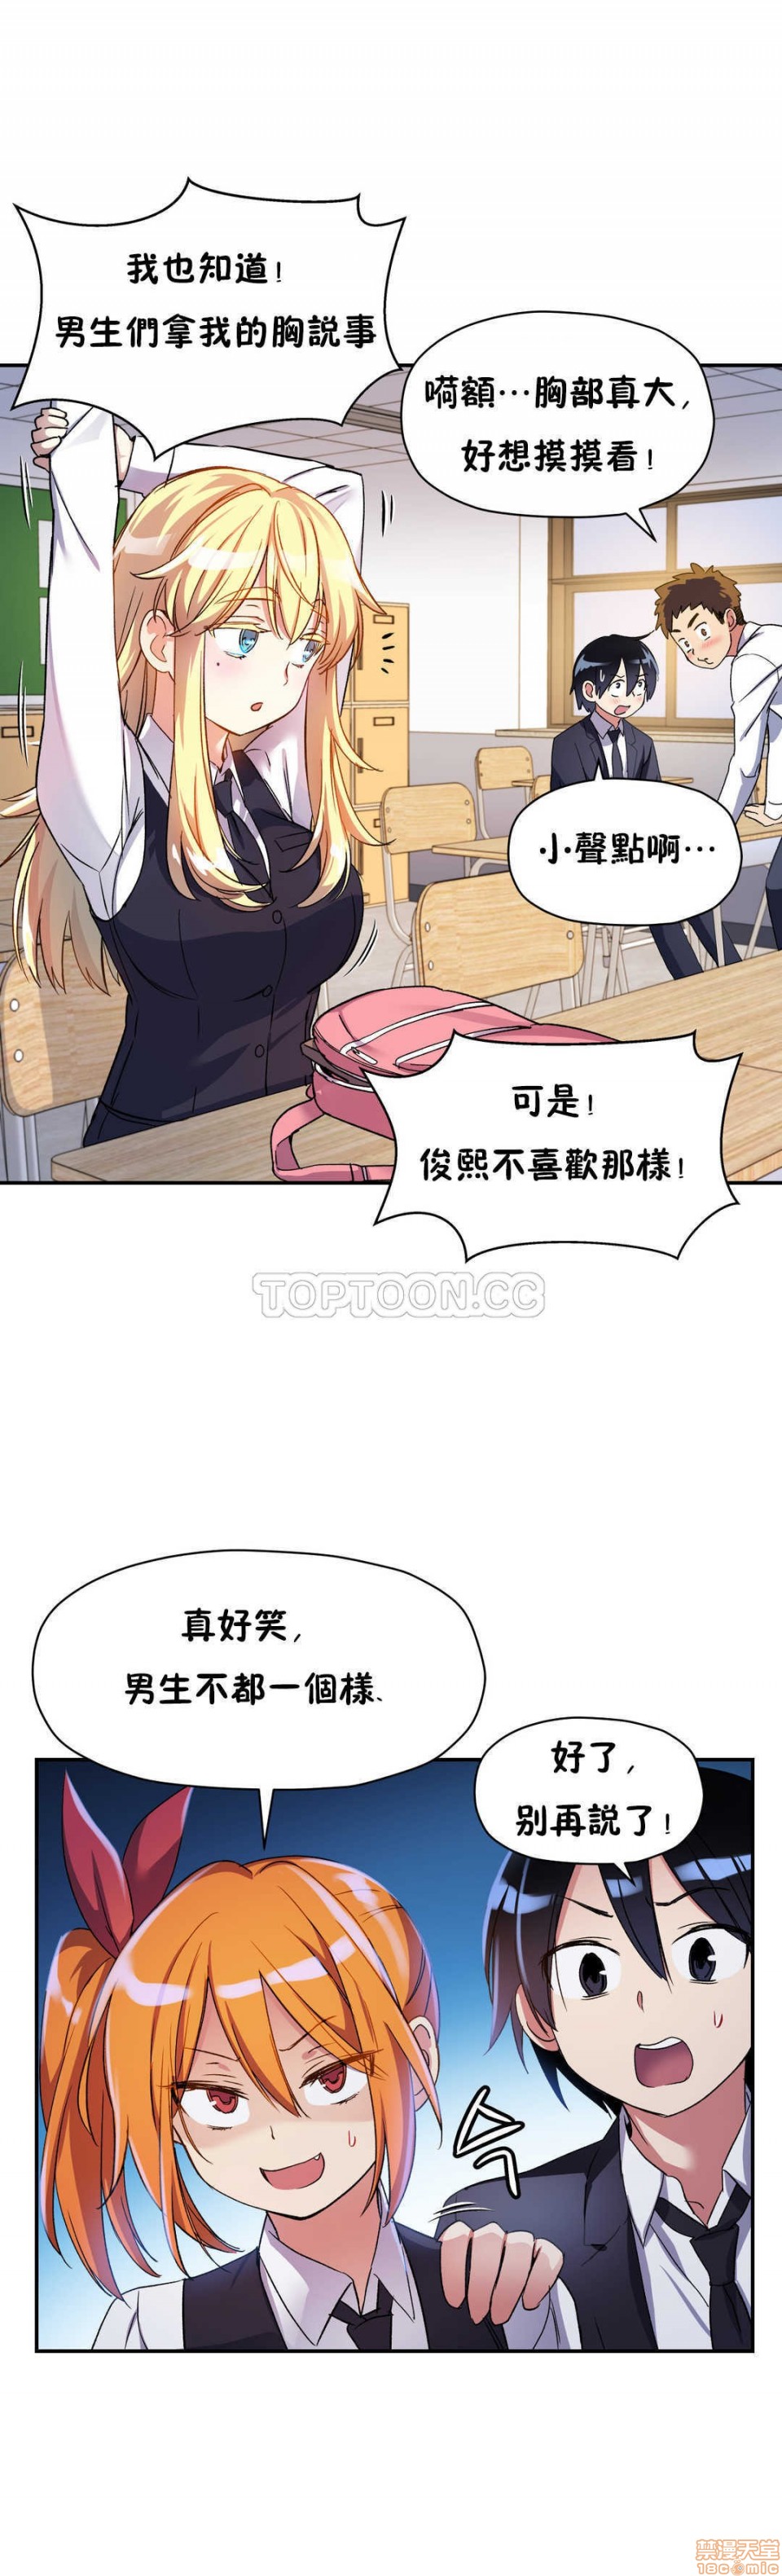 我也知道!
男生們拿我的胸說事
嗬額…胸部真大,
好想摸摸看!
小聲點啊…
可是!
俊熙不喜歡那樣!
TOPTOON.CC
真好笑,
男生不都一個樣.
好了,
别再説了!
슥
禁漫天堂
18comic